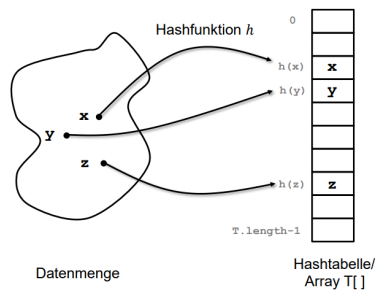 Hashfunktion h
0
h(x) x
h(y) y
x
y
z
h(z) z
T.length-1
Datenmenge
Hashtabelle/
Array T[ ]